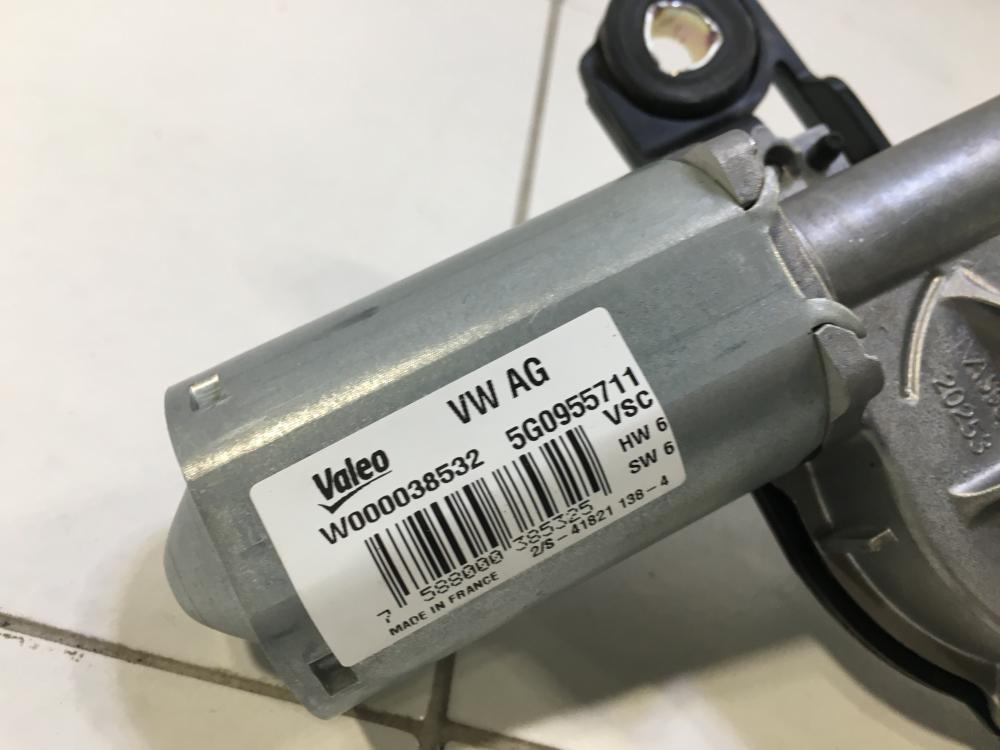 VW AG
Valeo
W000038532 5G0955711
VSC
HW 6
SW 6
7 588000 385325
2/S-41821 138-4
MADE IN FRANCE
20253